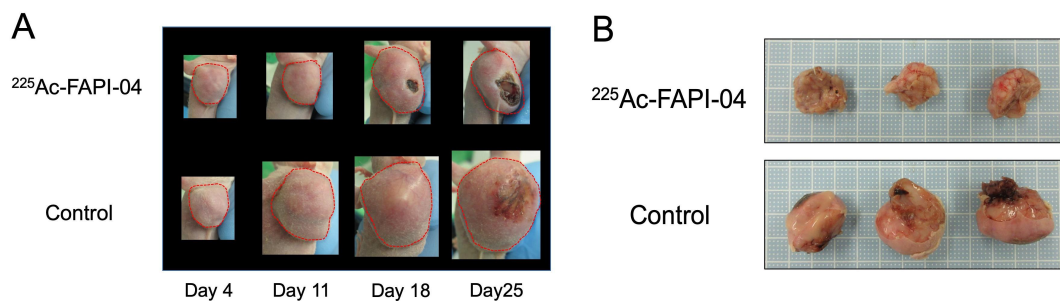 A
B
²²⁵Ac-FAPI-04
Control
Day 4
Day 11
Day 18
Day25
²²⁵Ac-FAPI-04
Control